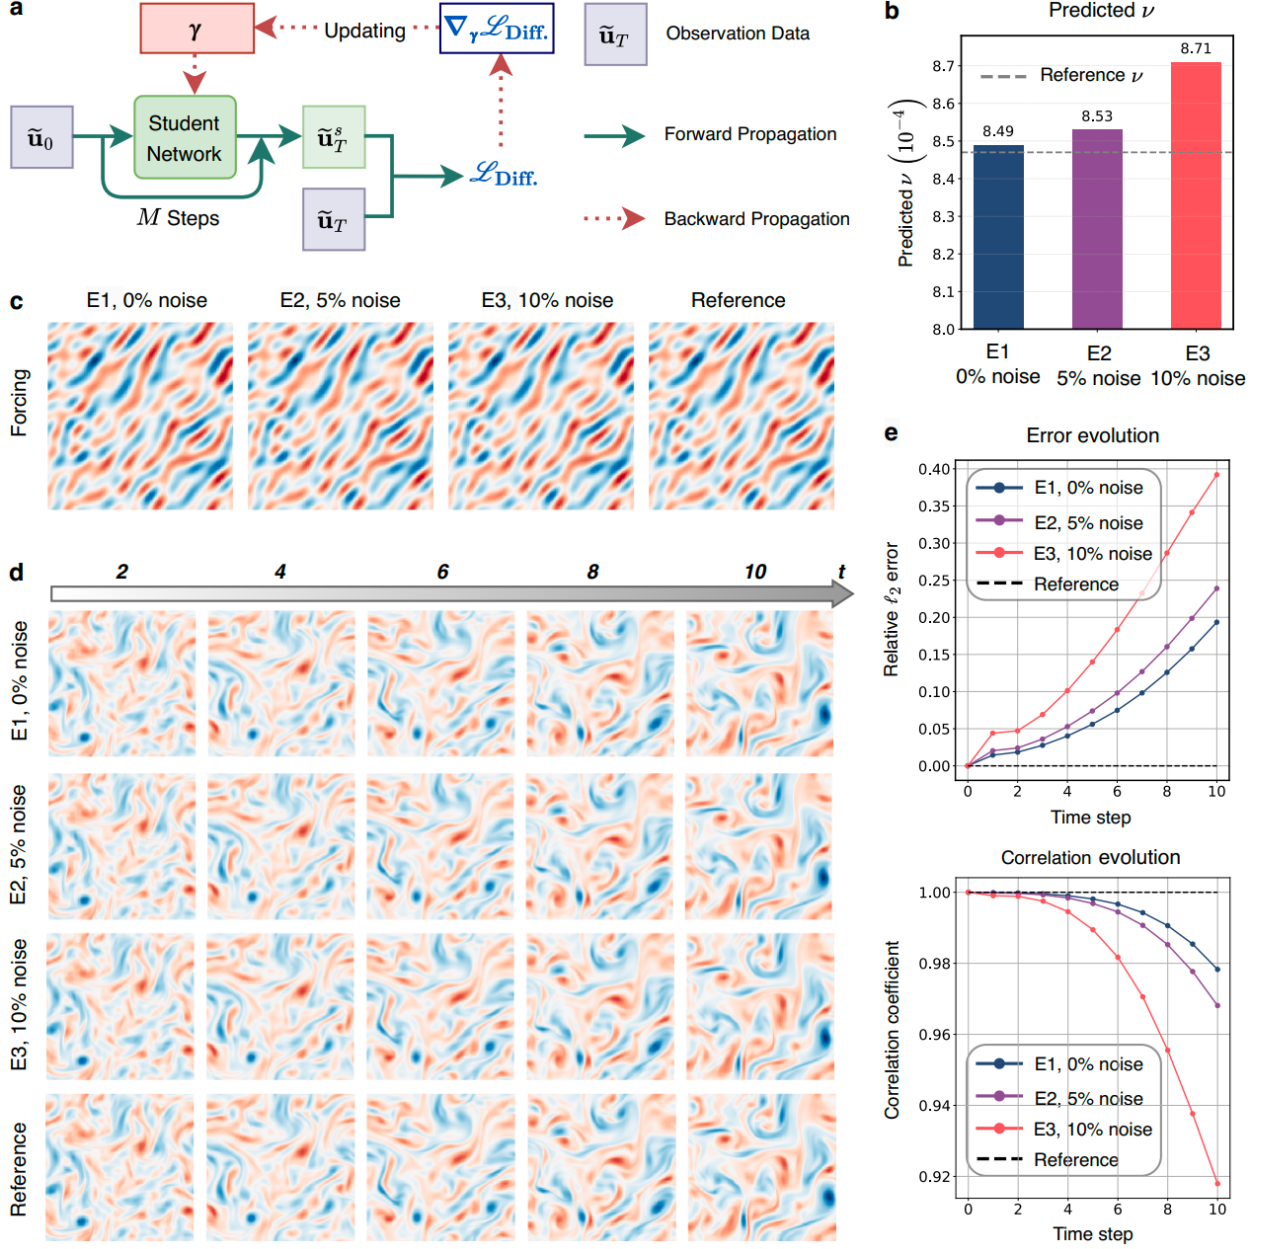 a
γ
Updating
∇γℒDiff.
ũT
Observation Data
ũ0
Student
Network
ũsT
ℒDiff.
Forward Propagation
M Steps
ũT
Backward Propagation
b
Predicted ν
Predicted ν (10−4)
8.7
8.6
8.5
8.4
8.3
8.2
8.1
8.0
Reference ν
8.49
8.53
8.71
E1
0% noise
E2
5% noise
E3
10% noise
c
E1, 0% noise
E2, 5% noise
E3, 10% noise
Reference
Forcing
d
2 4 6 8 10 t
E1, 0% noise
E2, 5% noise
E3, 10% noise
Reference
e
Error evolution
Relative ℓ2 error
0.40
0.35
0.30
0.25
0.20
0.15
0.10
0.05
0.00
E1, 0% noise
E2, 5% noise
E3, 10% noise
Reference
0 2 4 6 8 10
Time step
Correlation evolution
Correlation coefficient
1.00
0.98
0.96
0.94
0.92
E1, 0% noise
E2, 5% noise
E3, 10% noise
Reference
0 2 4 6 8 10
Time step